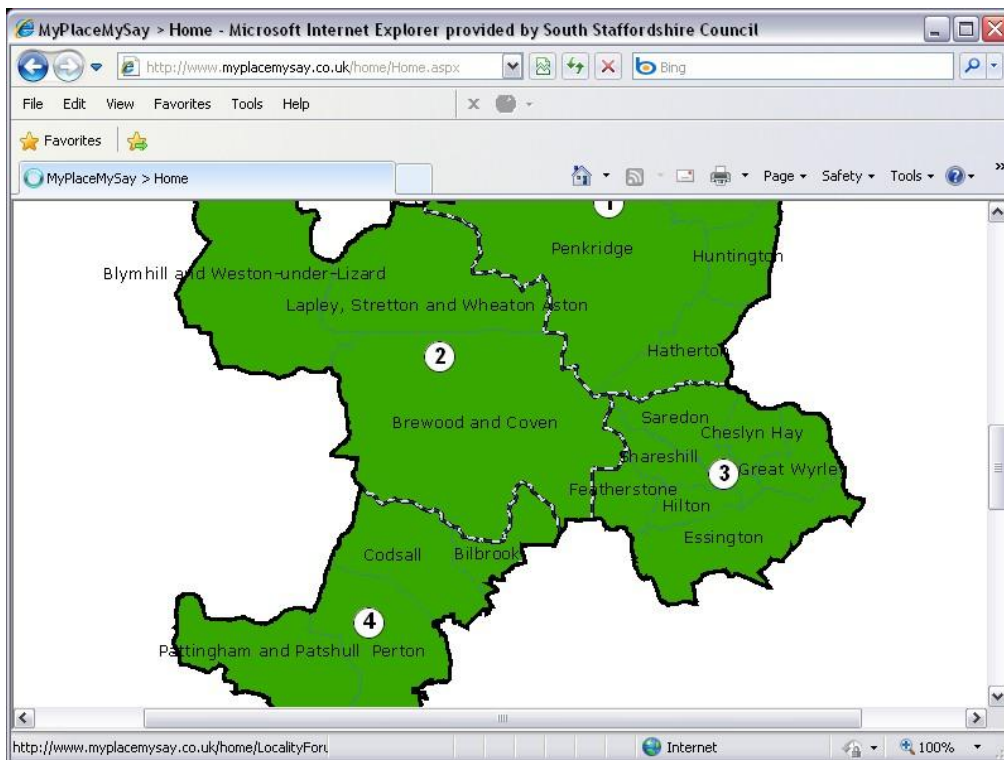 MyPlaceMySay > Home - Microsoft Internet Explorer provided by South Staffordshire Council
http://www.myplacemysay.co.uk/home/Home.aspx
Bing
File Edit View Favorites Tools Help
X
Favorites
MyPlaceMySay > Home
Page Safety Tools
1
Penkridge
Huntington
Blymhill and Weston-under-Lizard
Lapley, Stretton and Wheaton Aston
2
Hatherton
Brewood and Coven
Saredon
Cheslyn Hay
Shareshill
3
Great Wyrley
Featherstone
Hilton
Essington
Codsall
Bilbrook
4
Pattingham and Patshull
Perton
http://www.myplacemysay.co.uk/home/LocalityForu
Internet
100%